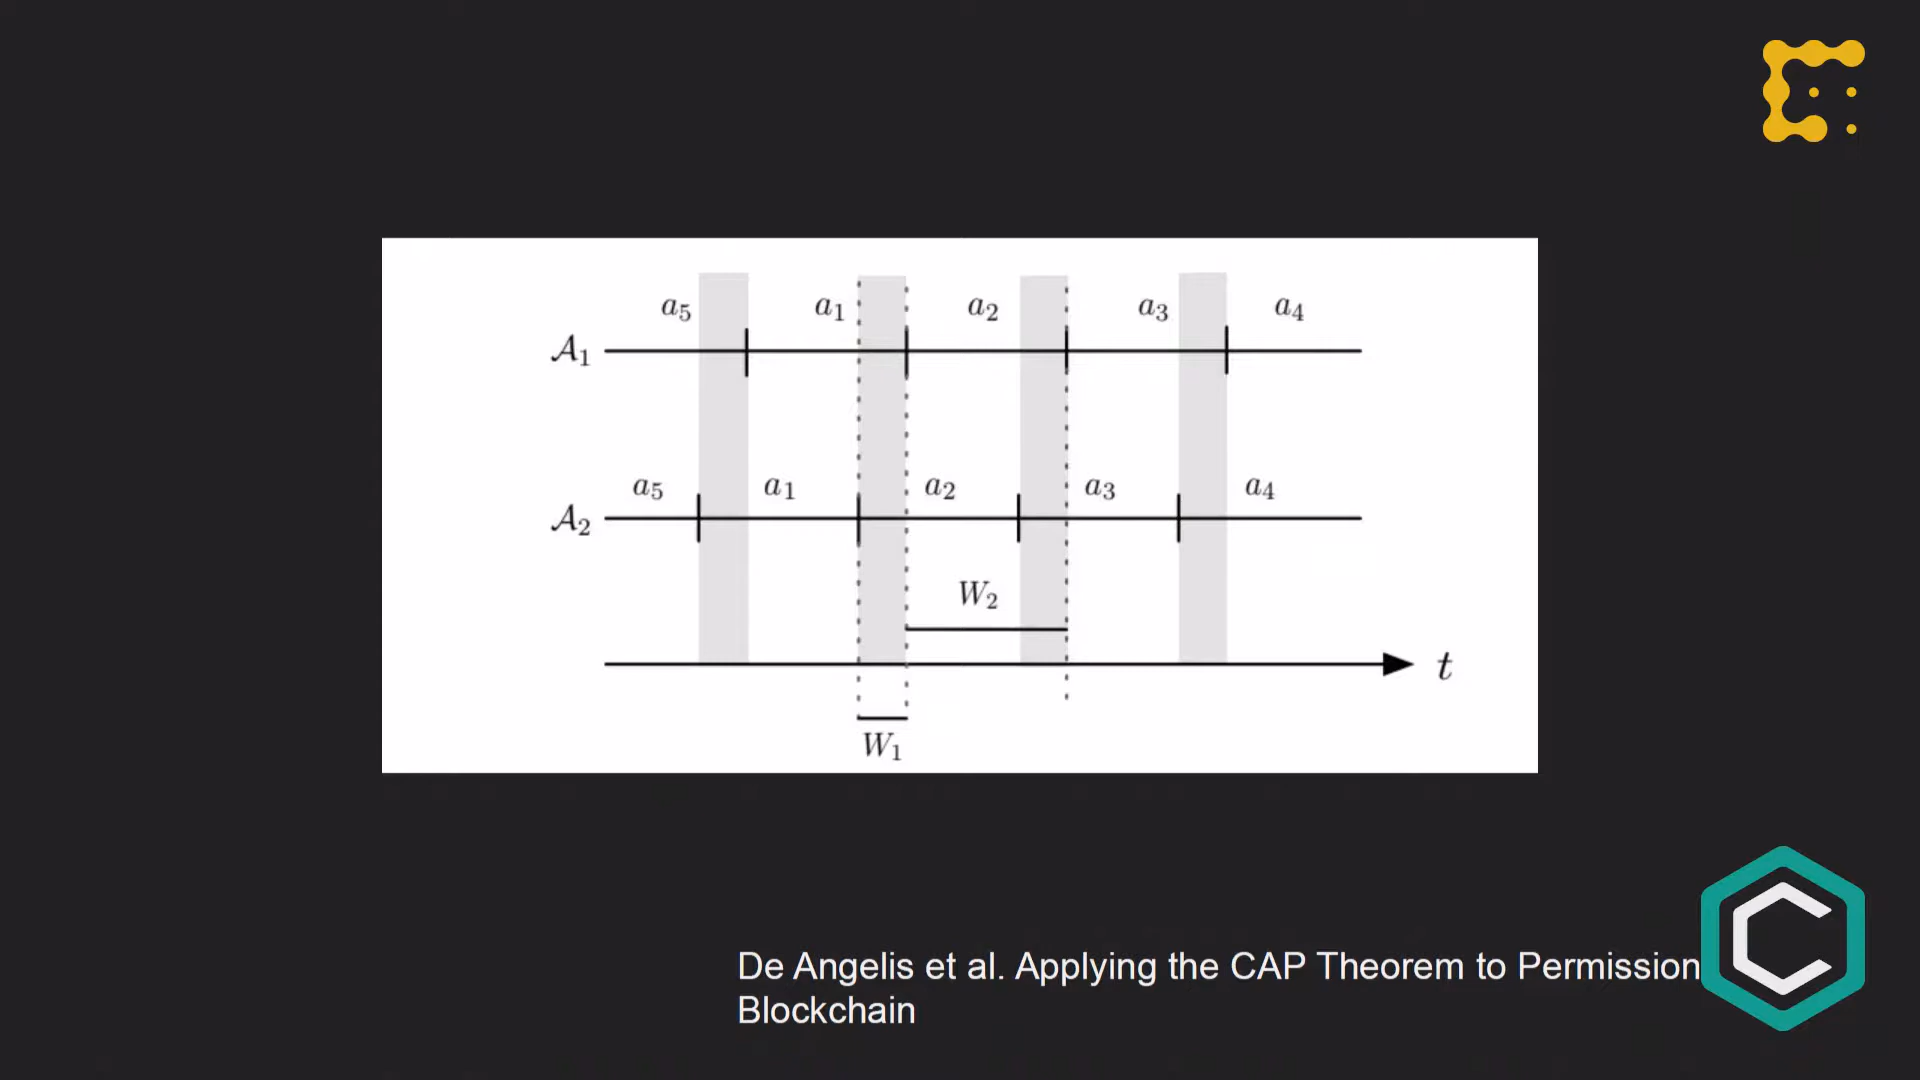 a5 a1 a2 a3 a4
A1
a5 a1 a2 a3 a4
A2
W2
t
W1
De Angelis et al. Applying the CAP Theorem to Permission
Blockchain